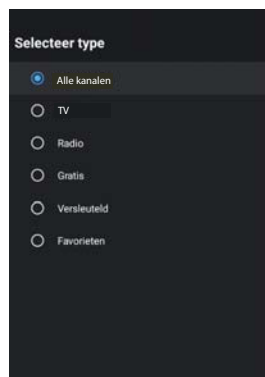 Selecteer type
Alle kanalen
TV
Radio
Gratis
Versleuteld
Favorieten